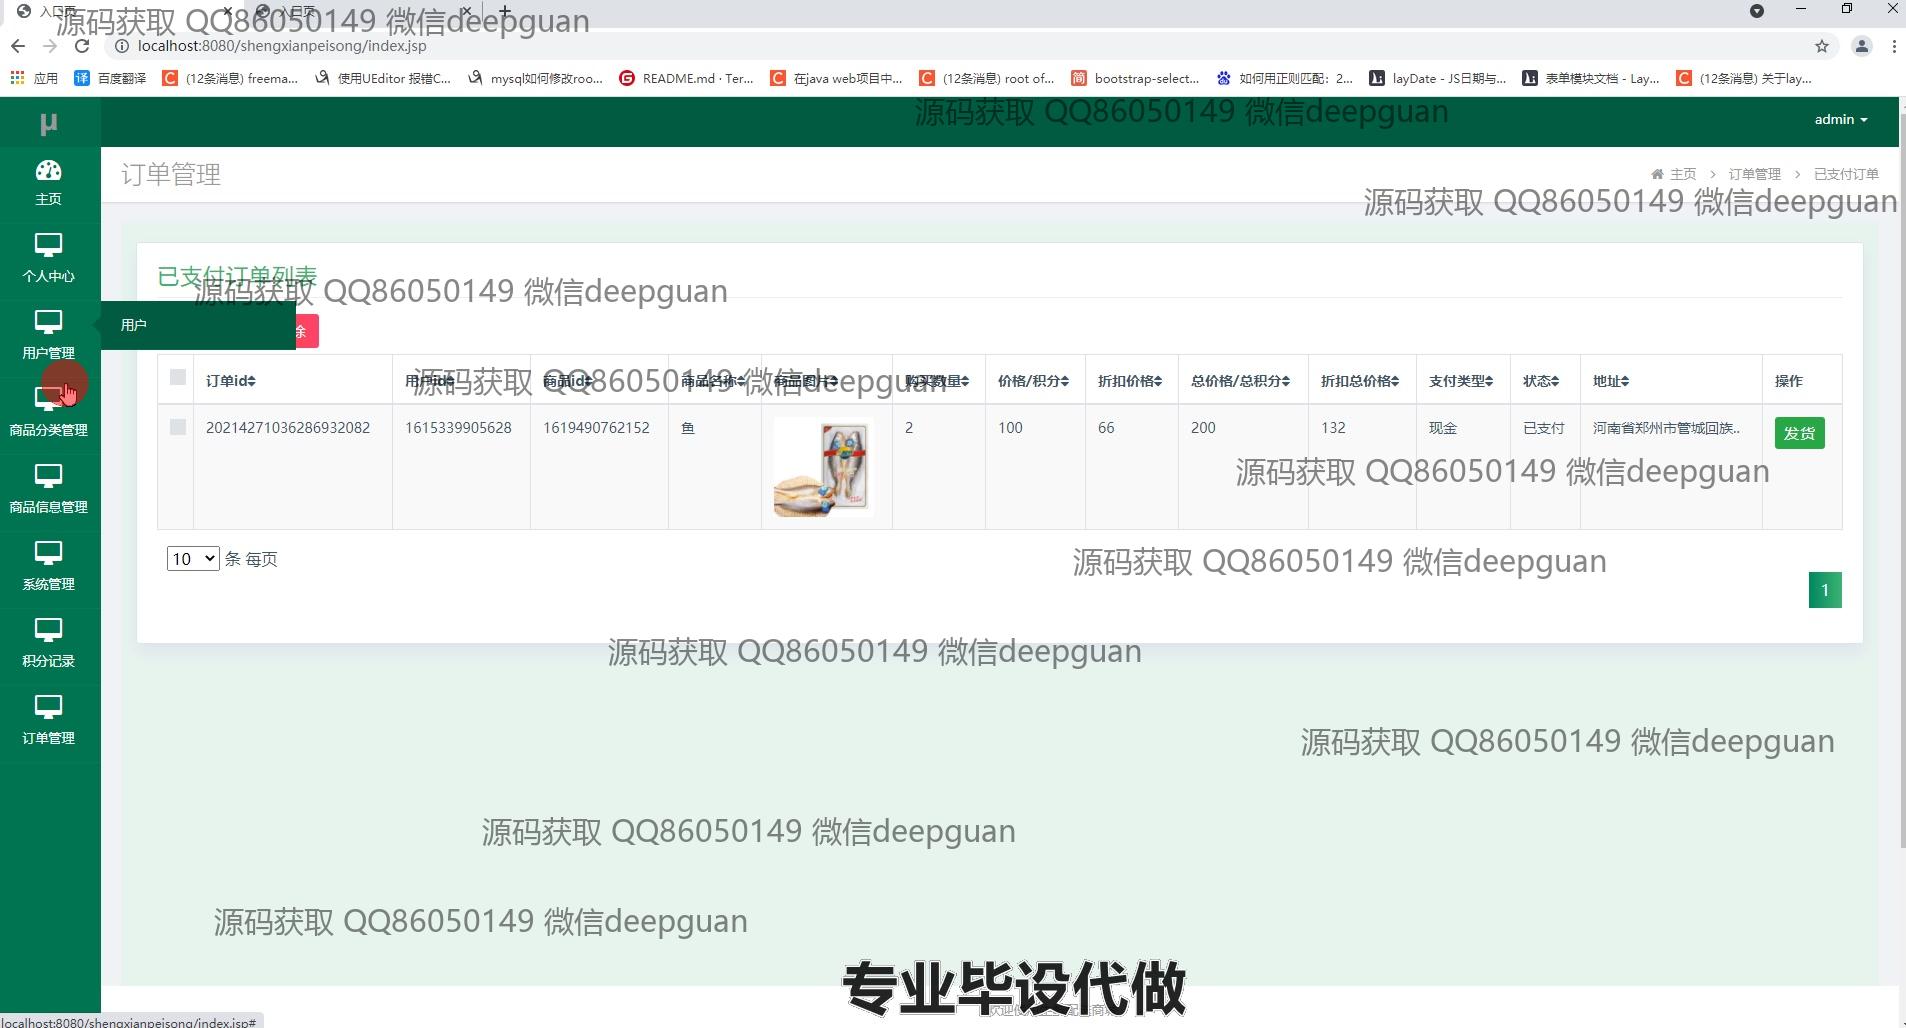 入口页
入口页
源码获取 QQ86050149 微信deepguan
localhost:8080/shengxianpeisong/index.jsp
应用
百度翻译
(12条消息) freema...
使用UEditor 报错C...
mysql如何修改roo...
README.md · Ter...
在java web项目中...
(12条消息) root of...
bootstrap-select...
如何用正则匹配：2...
layDate - JS日期与...
表单模块文档 - Lay...
(12条消息) 关于lay...
μ
源码获取 QQ86050149 微信deepguan
admin
主页
订单管理
主页 > 订单管理 > 已支付订单
源码获取 QQ86050149 微信deepguan
个人中心
已支付订单列表
源码获取 QQ86050149 微信deepguan
用户管理
用户
除
订单id 用户id 商品id 商品名称 商品图片 购买数量 价格/积分 折扣价格 总价格/总积分 折扣总价格 支付类型 状态 地址 操作
源码获取 QQ86050149 微信deepguan
商品分类管理
20214271036286932082 1615339905628 1619490762152 鱼 2 100 66 200 132 现金 已支付 河南省郑州市管城回族.. 发货
源码获取 QQ86050149 微信deepguan
商品信息管理
10 条 每页
源码获取 QQ86050149 微信deepguan
系统管理
1
积分记录
源码获取 QQ86050149 微信deepguan
订单管理
源码获取 QQ86050149 微信deepguan
源码获取 QQ86050149 微信deepguan
源码获取 QQ86050149 微信deepguan
专业毕设代做
localhost:8080/shengxianpeisong/index.jsp#